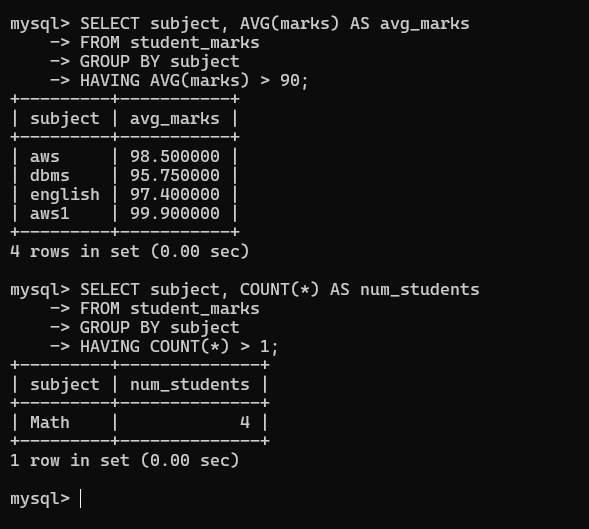 mysql> SELECT subject, AVG(marks) AS avg_marks
    -> FROM student_marks
    -> GROUP BY subject
    -> HAVING AVG(marks) > 90;
+---------+-----------+
| subject | avg_marks |
+---------+-----------+
| aws     | 98.500000 |
| dbms    | 95.750000 |
| english | 97.400000 |
| aws1    | 99.900000 |
+---------+-----------+
4 rows in set (0.00 sec)

mysql> SELECT subject, COUNT(*) AS num_students
    -> FROM student_marks
    -> GROUP BY subject
    -> HAVING COUNT(*) > 1;
+---------+--------------+
| subject | num_students |
+---------+--------------+
| Math    |            4 |
+---------+--------------+
1 row in set (0.00 sec)

mysql>